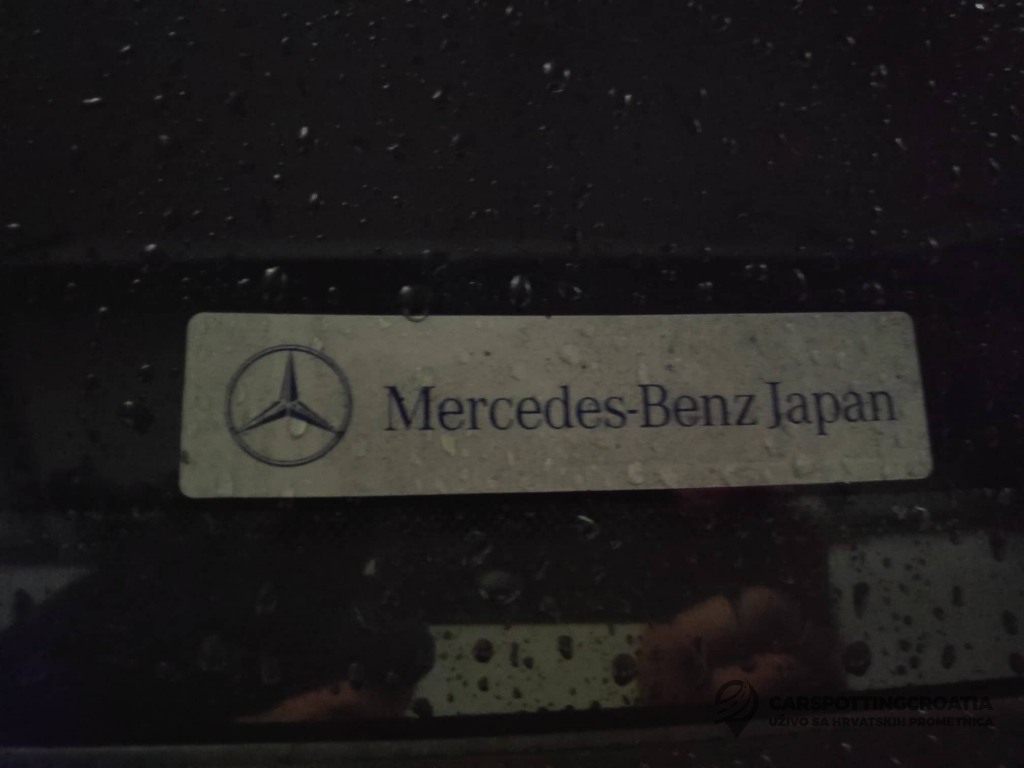 Mercedes-Benz Japan
CARSPOTTINGCROATIA
UŽIVO SA HRVATSKIH PROMETNICA